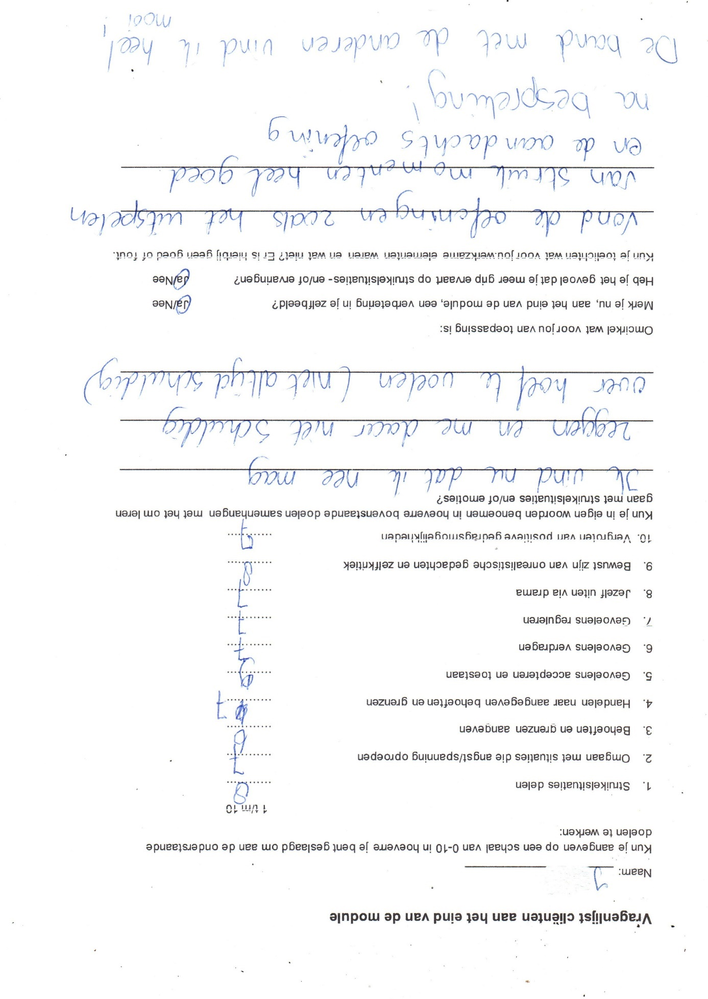 Vragenlijst cliënten aan het eind van de module
Naam: J
Kun je aangeven op een schaal van 0-10 in hoeverre je bent geslaagd om aan de onderstaande
doelen te werken:
1 t/m 10
1. Struikelsituaties delen 8
2. Omgaan met situaties die angst/spanning oproepen 7
3. Behoeften en grenzen aangeven 6
4. Handelen naar aangegeven behoeften en grenzen 7
5. Gevoelens accepteren en toestaan
6. Gevoelens verdragen 7
7. Gevoelens reguleren 7
8. Jezelf uiten via drama 7
9. Bewust zijn van onrealistische gedachten en zelfkritiek 8
10. Vergroten van positieve gedragsmogelijkheden
Kun je in eigen woorden benoemen in hoeverre bovenstaande doelen samenhangen met het om leren
gaan met struikelsituaties en/of emoties?
Ik vind nu dat ik nee mag
zeggen en me daar niet schuldig
over hoef te voelen (niet altijd schuldig)
Omcirkel wat voor jou van toepassing is:
Merk je nu, aan het eind van de module, een verbetering in je zelfbeeld? Ja/Nee
Heb je het gevoel dat je meer grip ervaart op struikelsituaties- en/of ervaringen? Ja/Nee
Kun je toelichten wat voor jou werkzame elementen waren en wat niet? Er is hierbij geen goed of fout.
Vond de oefeningen zoals het uitspelen
van struik momenten heel goed
en de aandachts oefening
na bespreking!
De band met de anderen vind ik heel
mooi!